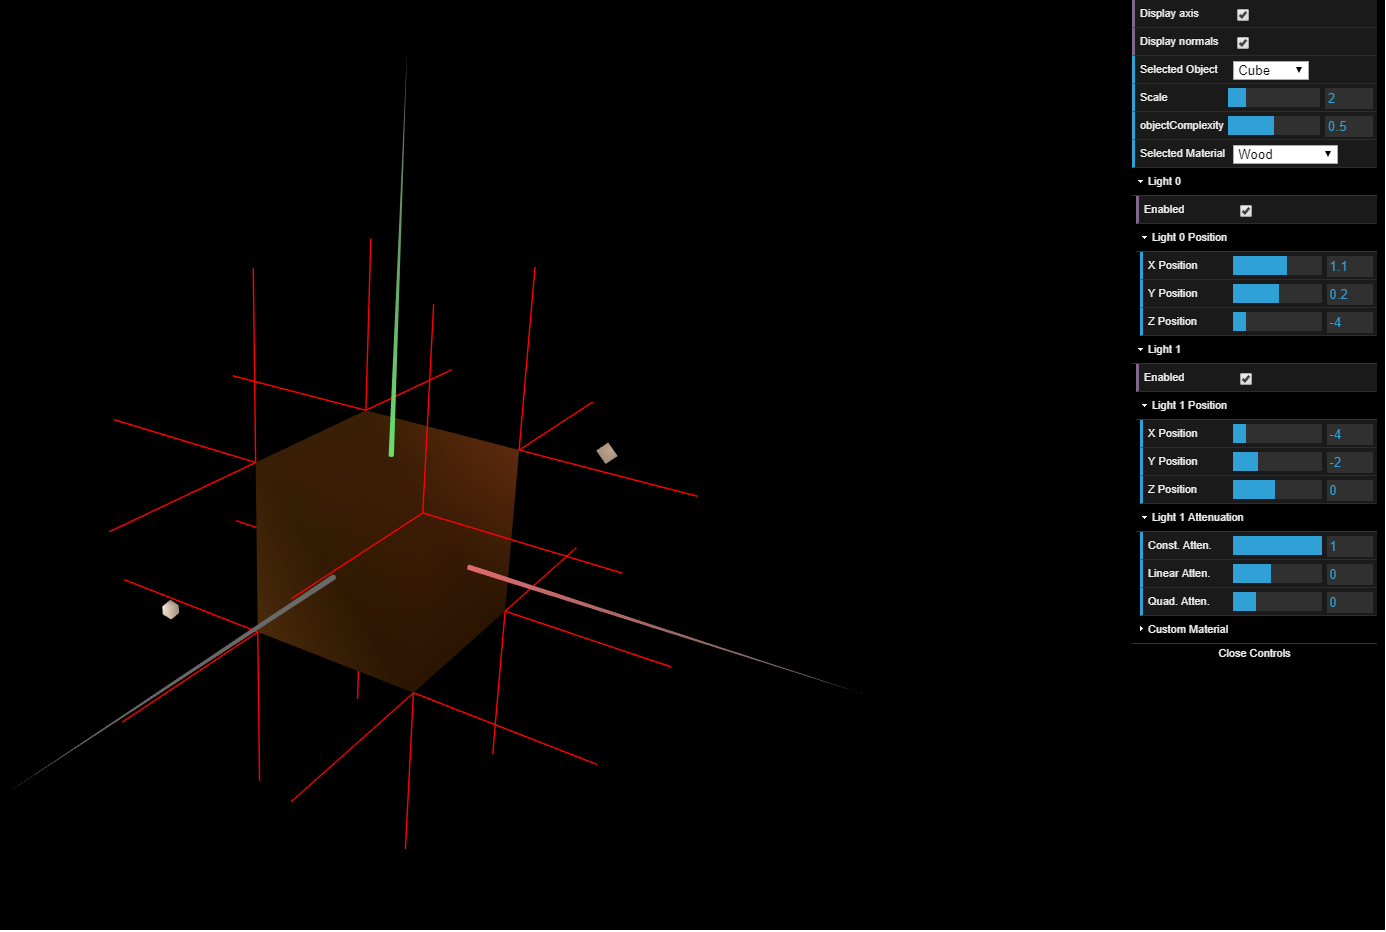 Display axis
Display normals
Selected Object Cube
Scale 2
objectComplexity 0.5
Selected Material Wood
Light 0
Enabled
Light 0 Position
X Position 1.1
Y Position 0.2
Z Position -4
Light 1
Enabled
Light 1 Position
X Position -4
Y Position -2
Z Position 0
Light 1 Attenuation
Const. Atten. 1
Linear Atten. 0
Quad. Atten. 0
Custom Material
Close Controls